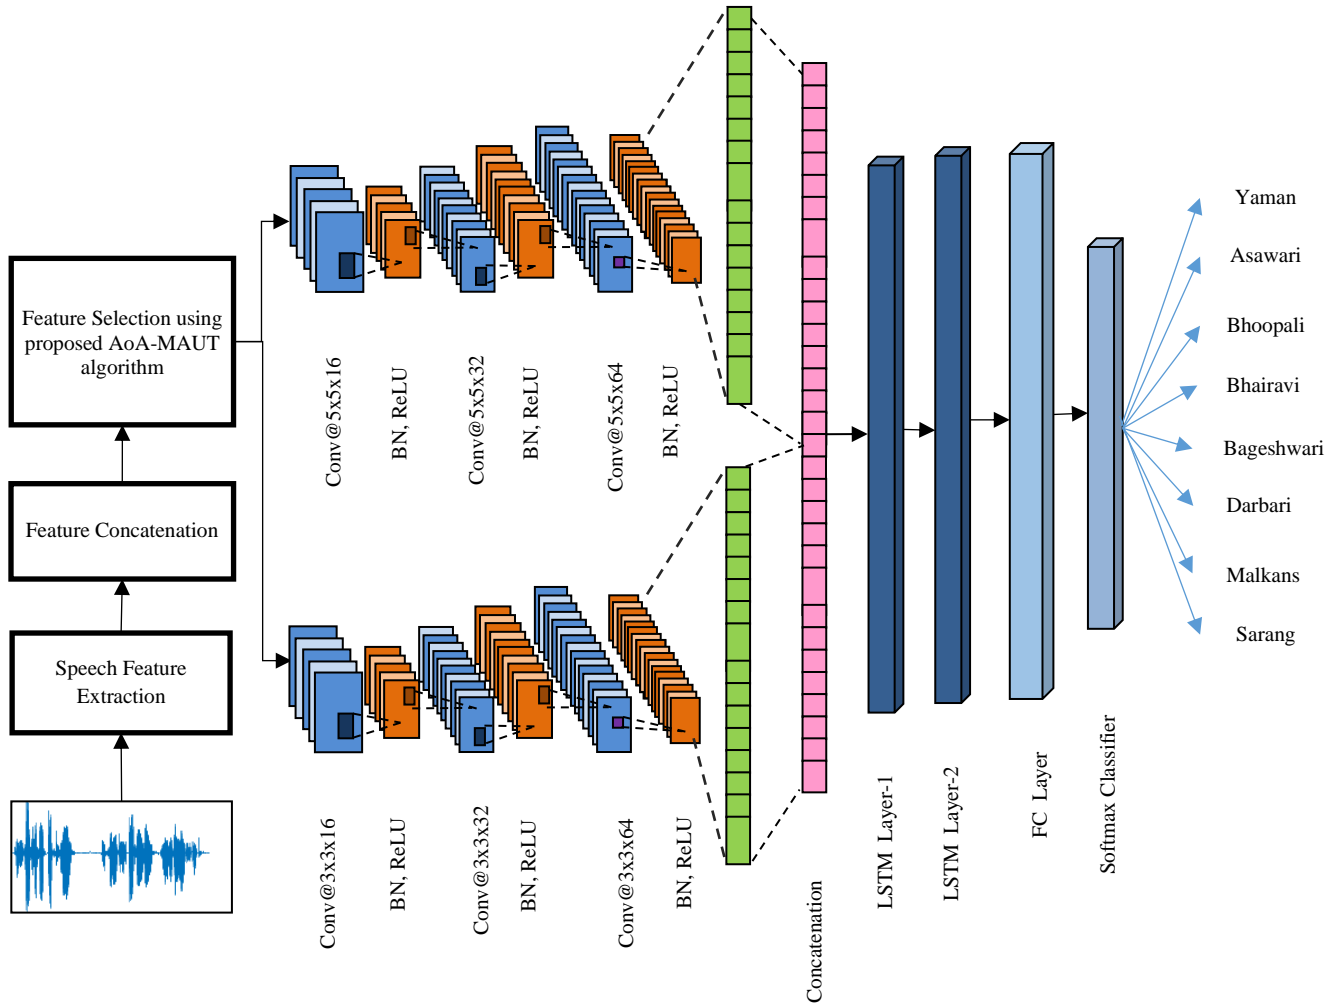 Feature Selection using
proposed AoA-MAUT
algorithm
Feature Concatenation
Speech Feature
Extraction
Conv@5x5x16
BN, ReLU
Conv@5x5x32
BN, ReLU
Conv@5x5x64
BN, ReLU
Conv@3x3x16
BN, ReLU
Conv@3x3x32
BN, ReLU
Conv@3x3x64
BN, ReLU
Concatenation
LSTM Layer-1
LSTM Layer-2
FC Layer
Softmax Classifier
Yaman
Asawari
Bhoopali
Bhairavi
Bageshwari
Darbari
Malkans
Sarang